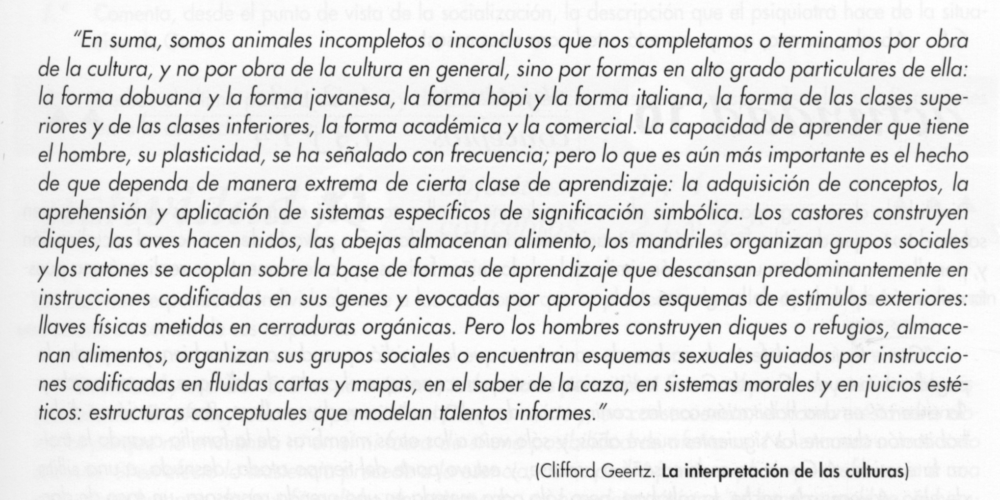 "En suma, somos animales incompletos e inconclusos que nos completamos o terminamos por obra
de la cultura, y no por obra de la cultura en general, sino por formas en alto grado particulares de ella:
la forma dobuana y la forma javanesa, la forma hopi y la forma italiana, la forma de las clases supe-
riores y de las clases inferiores, la forma académica y la comercial. La capacidad de aprender que tiene
el hombre, su plasticidad, se ha señalado con frecuencia; pero lo que es aún más importante es el hecho
de que dependa de manera extrema de cierta clase de aprendizaje: la adquisición de conceptos, la
aprehensión y aplicación de sistemas específicos de significación simbólica. Los castores construyen
diques, las aves hacen nidos, las abejas almacenan alimento, los mandriles organizan grupos sociales
y los ratones se acoplan sobre la base de formas de aprendizaje que descansan predominantemente en
instrucciones codificadas en sus genes y evocadas por apropiados esquemas de estímulos exteriores.
llaves físicas metidas en cerraduras orgánicas. Pero los hombres construyen diques o refugios, almace-
nan alimentos, organizan sus grupos sociales o encuentran esquemas sexuales guiados por instruccio-
nes codificadas en fluidas cartas y mapas, en el saber de la caza, en sistemas morales y en juicios esté-
ticos: estructuras conceptuales que modelan talentos informes."
(Clifford Geertz. La interpretación de las culturas)